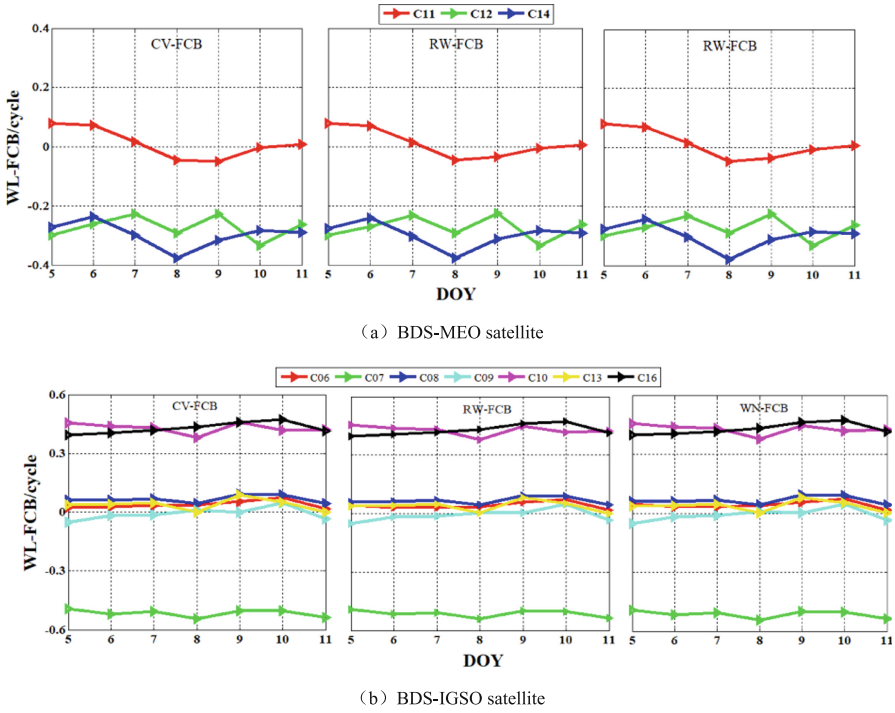 C11 C12 C14
CV-FCB RW-FCB RW-FCB
WL-FCB/cycle
0.4
0.2
0
-0.2
-0.4
5 6 7 8 9 10 11 5 6 7 8 9 10 11 5 6 7 8 9 10 11
DOY
（a）BDS-MEO satellite
C06 C07 C08 C09 C10 C13 C16
CV-FCB RW-FCB WN-FCB
WL-FCB/cycle
0.6
0.3
0
-0.3
-0.6
5 6 7 8 9 10 11 5 6 7 8 9 10 11 5 6 7 8 9 10 11
DOY
（b）BDS-IGSO satellite